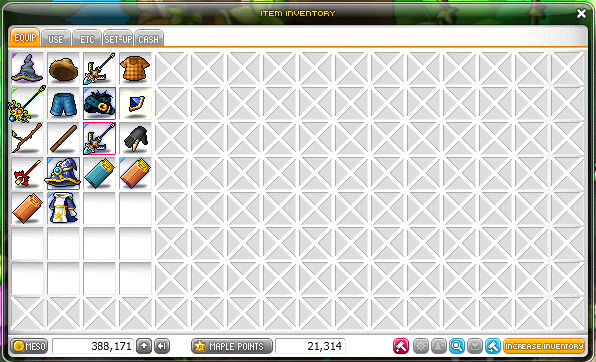 ITEM INVENTORY
EQUIP USE ETC SET-UP CASH
MESO 388,171 MAPLE POINTS 21,314 INCREASE INVENTORY